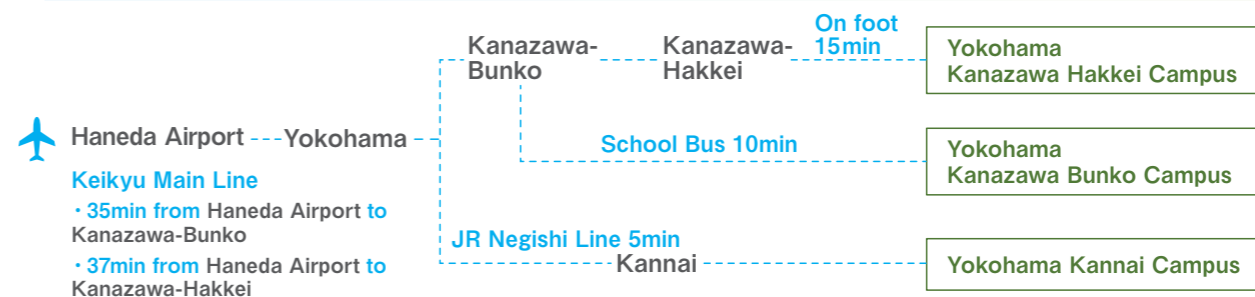 Haneda Airport
Yokohama
Keikyu Main Line
・35min from Haneda Airport to
Kanazawa-Bunko
・37min from Haneda Airport to
Kanazawa-Hakkei
Kanazawa-
Bunko
Kanazawa-
Hakkei
On foot
15min
Yokohama
Kanazawa Hakkei Campus
School Bus 10min
Yokohama
Kanazawa Bunko Campus
JR Negishi Line 5min
Kannai
Yokohama Kannai Campus